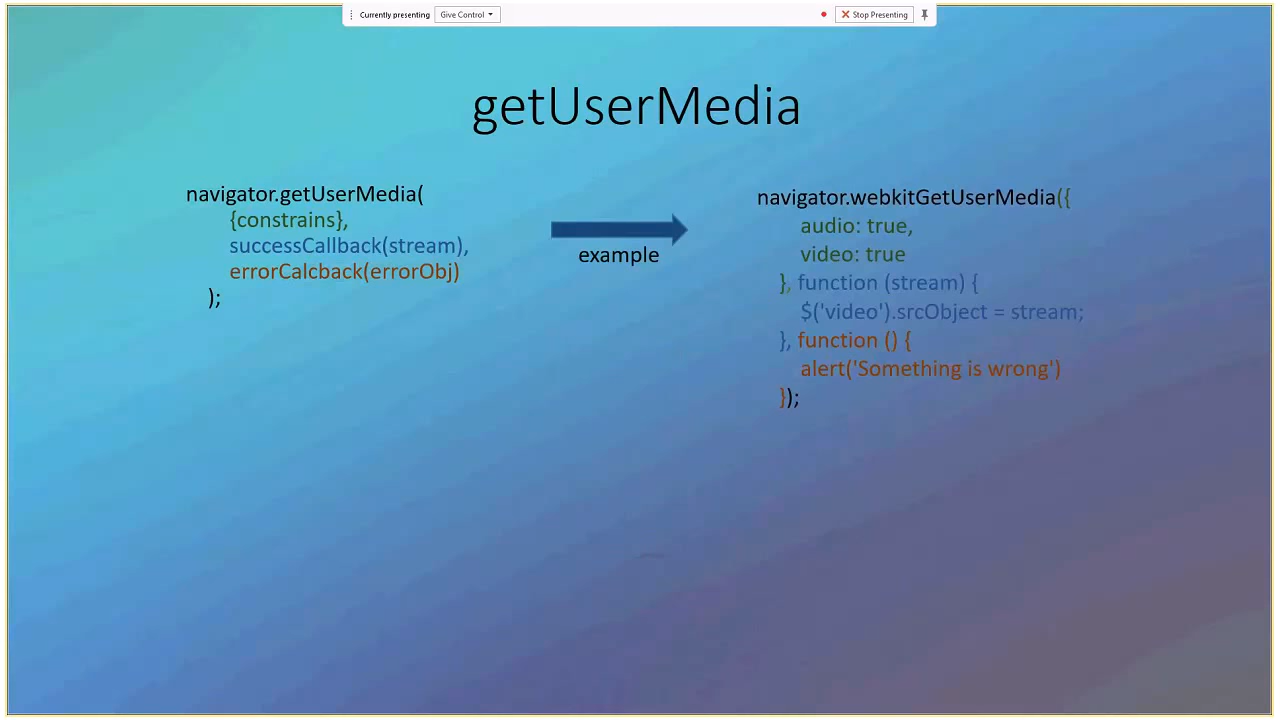 Currently presenting Give Control Stop Presenting
getUserMedia
navigator.getUserMedia(
{constrains},
successCallback(stream),
errorCalcback(errorObj)
);
example
navigator.webkitGetUserMedia({
audio: true,
video: true
}, function (stream) {
$('video').srcObject = stream;
}, function () {
alert('Something is wrong')
});